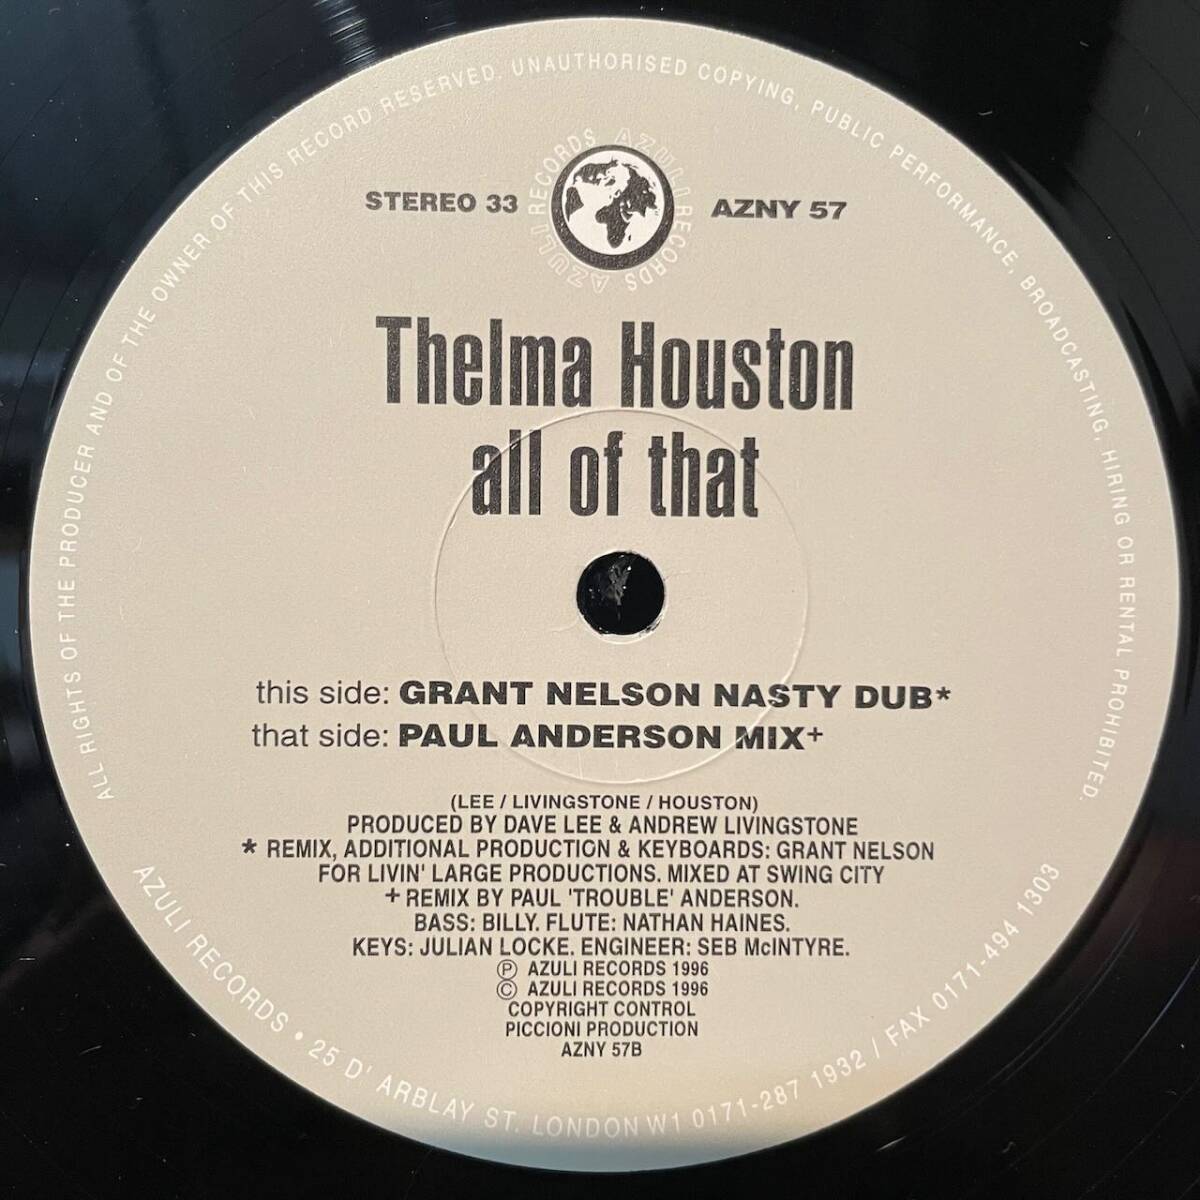 ALL RIGHTS OF THE PRODUCER AND OF THE OWNER OF THIS RECORD RESERVED. UNAUTHORISED COPYING, PUBLIC PERFORMANCE, BROADCASTING, HIRING OR RENTAL PROHIBITED.
AZULI RECORDS AZULI RECORDS
STEREO 33
AZNY 57
Thelma Houston
all of that
this side: GRANT NELSON NASTY DUB*
that side: PAUL ANDERSON MIX+
(LEE / LIVINGSTONE / HOUSTON)
PRODUCED BY DAVE LEE & ANDREW LIVINGSTONE
* REMIX, ADDITIONAL PRODUCTION & KEYBOARDS: GRANT NELSON
FOR LIVIN' LARGE PRODUCTIONS. MIXED AT SWING CITY
+ REMIX BY PAUL 'TROUBLE' ANDERSON.
BASS: BILLY. FLUTE: NATHAN HAINES.
KEYS: JULIAN LOCKE. ENGINEER: SEB McINTYRE.
Ⓟ AZULI RECORDS 1996
© AZULI RECORDS 1996
COPYRIGHT CONTROL
PICCIONI PRODUCTION
AZNY 57B
AZULI RECORDS • 25 D' ARBLAY ST. LONDON W1 0171-287 1932 / FAX 0171-494 1303